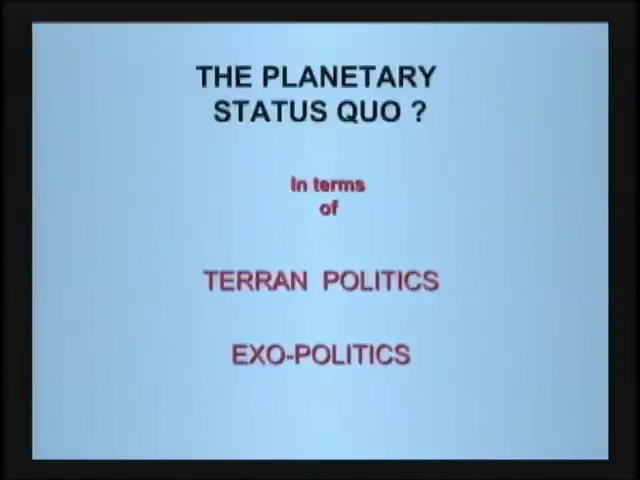 THE PLANETARY
STATUS QUO ?
In terms
of
TERRAN POLITICS
EXO-POLITICS